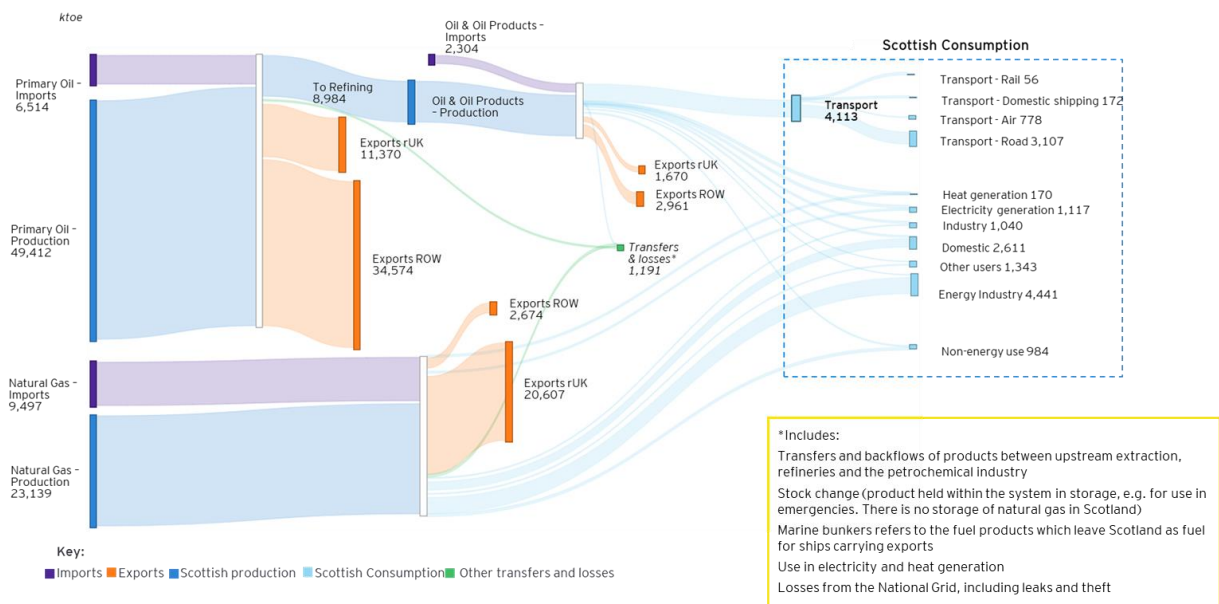 ktoe
Oil & Oil Products –
Imports
2,304
Scottish Consumption
Primary Oil –
Imports
6,514
To Refining
8,984
Oil & Oil Products
– Production
Transport
4,113
Transport - Rail 56
Transport - Domestic shipping 172
Transport - Air 778
Transport - Road 3,107
Exports rUK
11,370
Exports rUK
1,670
Exports ROW
2,961
Heat generation 170
Electricity generation 1,117
Industry 1,040
Domestic 2,611
Other users 1,343
Energy Industry 4,441
Non-energy use 984
Primary Oil –
Production
49,412
Exports ROW
34,574
Transfers
& losses*
1,191
Exports ROW
2,674
Natural Gas –
Imports
9,497
Exports rUK
20,607
Natural Gas –
Production
23,139
*Includes:
Transfers and backflows of products between upstream extraction,
refineries and the petrochemical industry
Stock change (product held within the system in storage, e.g. for use in
emergencies. There is no storage of natural gas in Scotland)
Marine bunkers refers to the fuel products which leave Scotland as fuel
for ships carrying exports
Use in electricity and heat generation
Losses from the National Grid, including leaks and theft
Key:
Imports Exports Scottish production Scottish Consumption Other transfers and losses